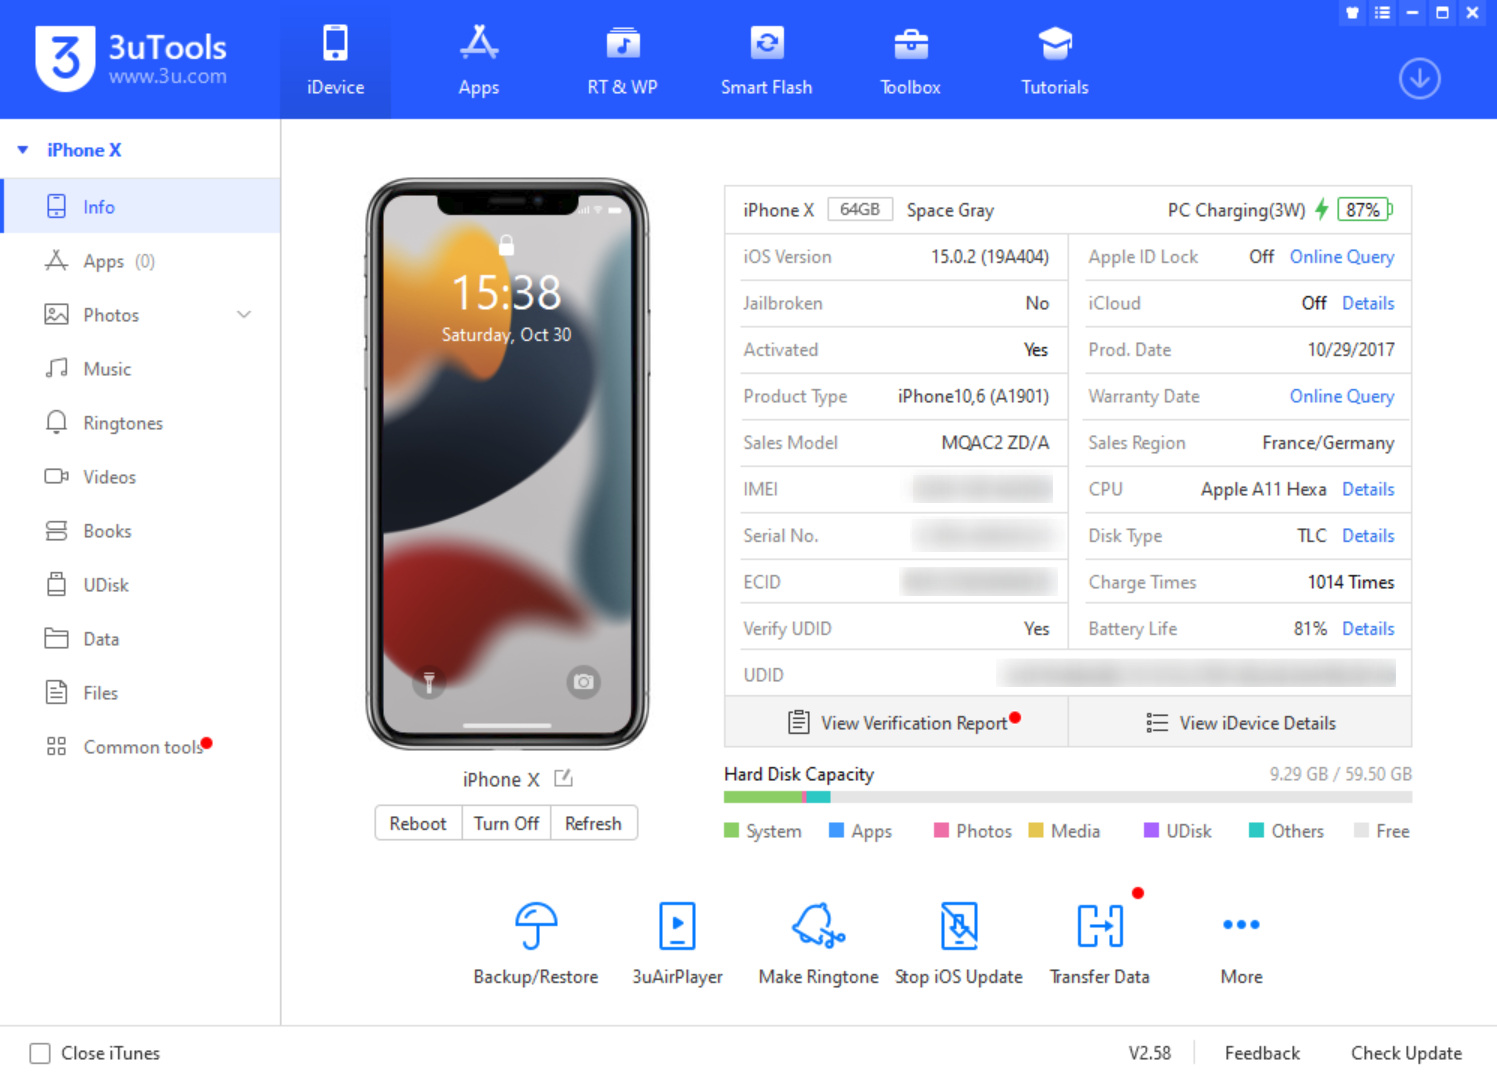 3uTools
www.3u.com
iDevice
Apps
RT & WP
Smart Flash
Toolbox
Tutorials
iPhone X
Info
Apps (0)
Photos
Music
Ringtones
Videos
Books
UDisk
Data
Files
Common tools
15:38
Saturday, Oct 30
iPhone X
Reboot
Turn Off
Refresh
iPhone X 64GB Space Gray PC Charging(3W) 87%
iOS Version 15.0.2 (19A404) Apple ID Lock Off Online Query
Jailbroken No iCloud Off Details
Activated Yes Prod. Date 10/29/2017
Product Type iPhone10,6 (A1901) Warranty Date Online Query
Sales Model MQAC2 ZD/A Sales Region France/Germany
IMEI CPU Apple A11 Hexa Details
Serial No. Disk Type TLC Details
ECID Charge Times 1014 Times
Verify UDID Yes Battery Life 81% Details
UDID
View Verification Report View iDevice Details
Hard Disk Capacity 9.29 GB / 59.50 GB
System Apps Photos Media UDisk Others Free
Backup/Restore
3uAirPlayer
Make Ringtone
Stop iOS Update
Transfer Data
More
Close iTunes
V2.58
Feedback
Check Update